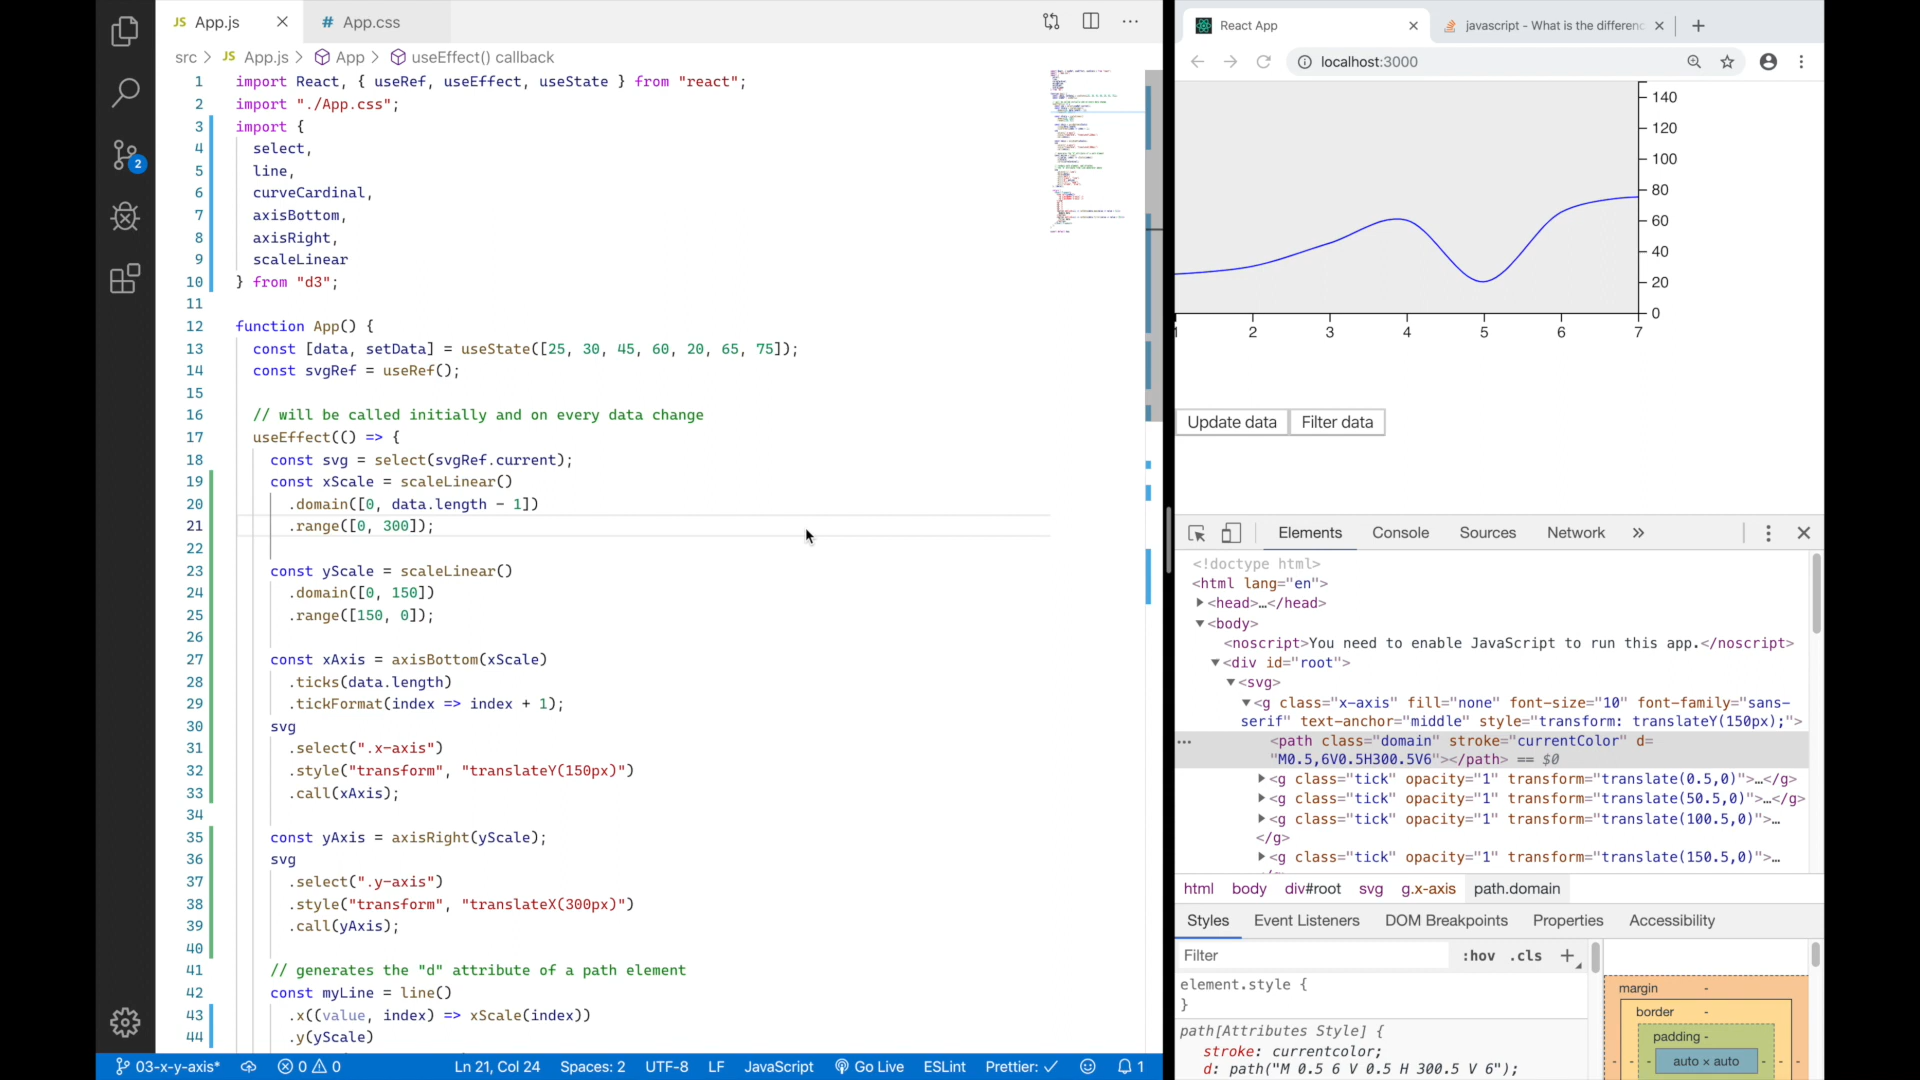 JS App.js
# App.css
src > JS App.js > App > useEffect() callback
1 import React, { useRef, useEffect, useState } from "react";
2 import "./App.css";
3 import {
4 select,
5 line,
6 curveCardinal,
7 axisBottom,
8 axisRight,
9 scaleLinear
10 } from "d3";
11
12 function App() {
13 const [data, setData] = useState([25, 30, 45, 60, 20, 65, 75]);
14 const svgRef = useRef();
15
16 // will be called initially and on every data change
17 useEffect(() => {
18 const svg = select(svgRef.current);
19 const xScale = scaleLinear()
20 .domain([0, data.length - 1])
21 .range([0, 300]);
22
23 const yScale = scaleLinear()
24 .domain([0, 150])
25 .range([150, 0]);
26
27 const xAxis = axisBottom(xScale)
28 .ticks(data.length)
29 .tickFormat(index => index + 1);
30 svg
31 .select(".x-axis")
32 .style("transform", "translateY(150px)")
33 .call(xAxis);
34
35 const yAxis = axisRight(yScale);
36 svg
37 .select(".y-axis")
38 .style("transform", "translateX(300px)")
39 .call(yAxis);
40
41 // generates the "d" attribute of a path element
42 const myLine = line()
43 .x((value, index) => xScale(index))
44 .y(yScale)
2
03-x-y-axis* 0 0 Ln 21, Col 24 Spaces: 2 UTF-8 LF JavaScript Go Live ESLint Prettier: ✓ 1
React App
javascript - What is the differenc
localhost:3000
140
120
100
80
60
40
20
0
1 2 3 4 5 6 7
Update data Filter data
Elements Console Sources Network »
<!doctype html>
<html lang="en">
<head>…</head>
<body>
<noscript>You need to enable JavaScript to run this app.</noscript>
<div id="root">
<svg>
<g class="x-axis" fill="none" font-size="10" font-family="sans-
serif" text-anchor="middle" style="transform: translateY(150px);">
<path class="domain" stroke="currentColor" d=
"M0.5,6V0.5H300.5V6"></path> == $0
<g class="tick" opacity="1" transform="translate(0.5,0)">…</g>
<g class="tick" opacity="1" transform="translate(50.5,0)">…</g>
<g class="tick" opacity="1" transform="translate(100.5,0)">…
</g>
<g class="tick" opacity="1" transform="translate(150.5,0)">…
html body div#root svg g.x-axis path.domain
Styles Event Listeners DOM Breakpoints Properties Accessibility
Filter :hov .cls +
element.style {
}
path[Attributes Style] {
stroke: currentcolor;
d: path("M 0.5 6 V 0.5 H 300.5 V 6");
margin -
border -
padding -
- - - auto × auto - - -